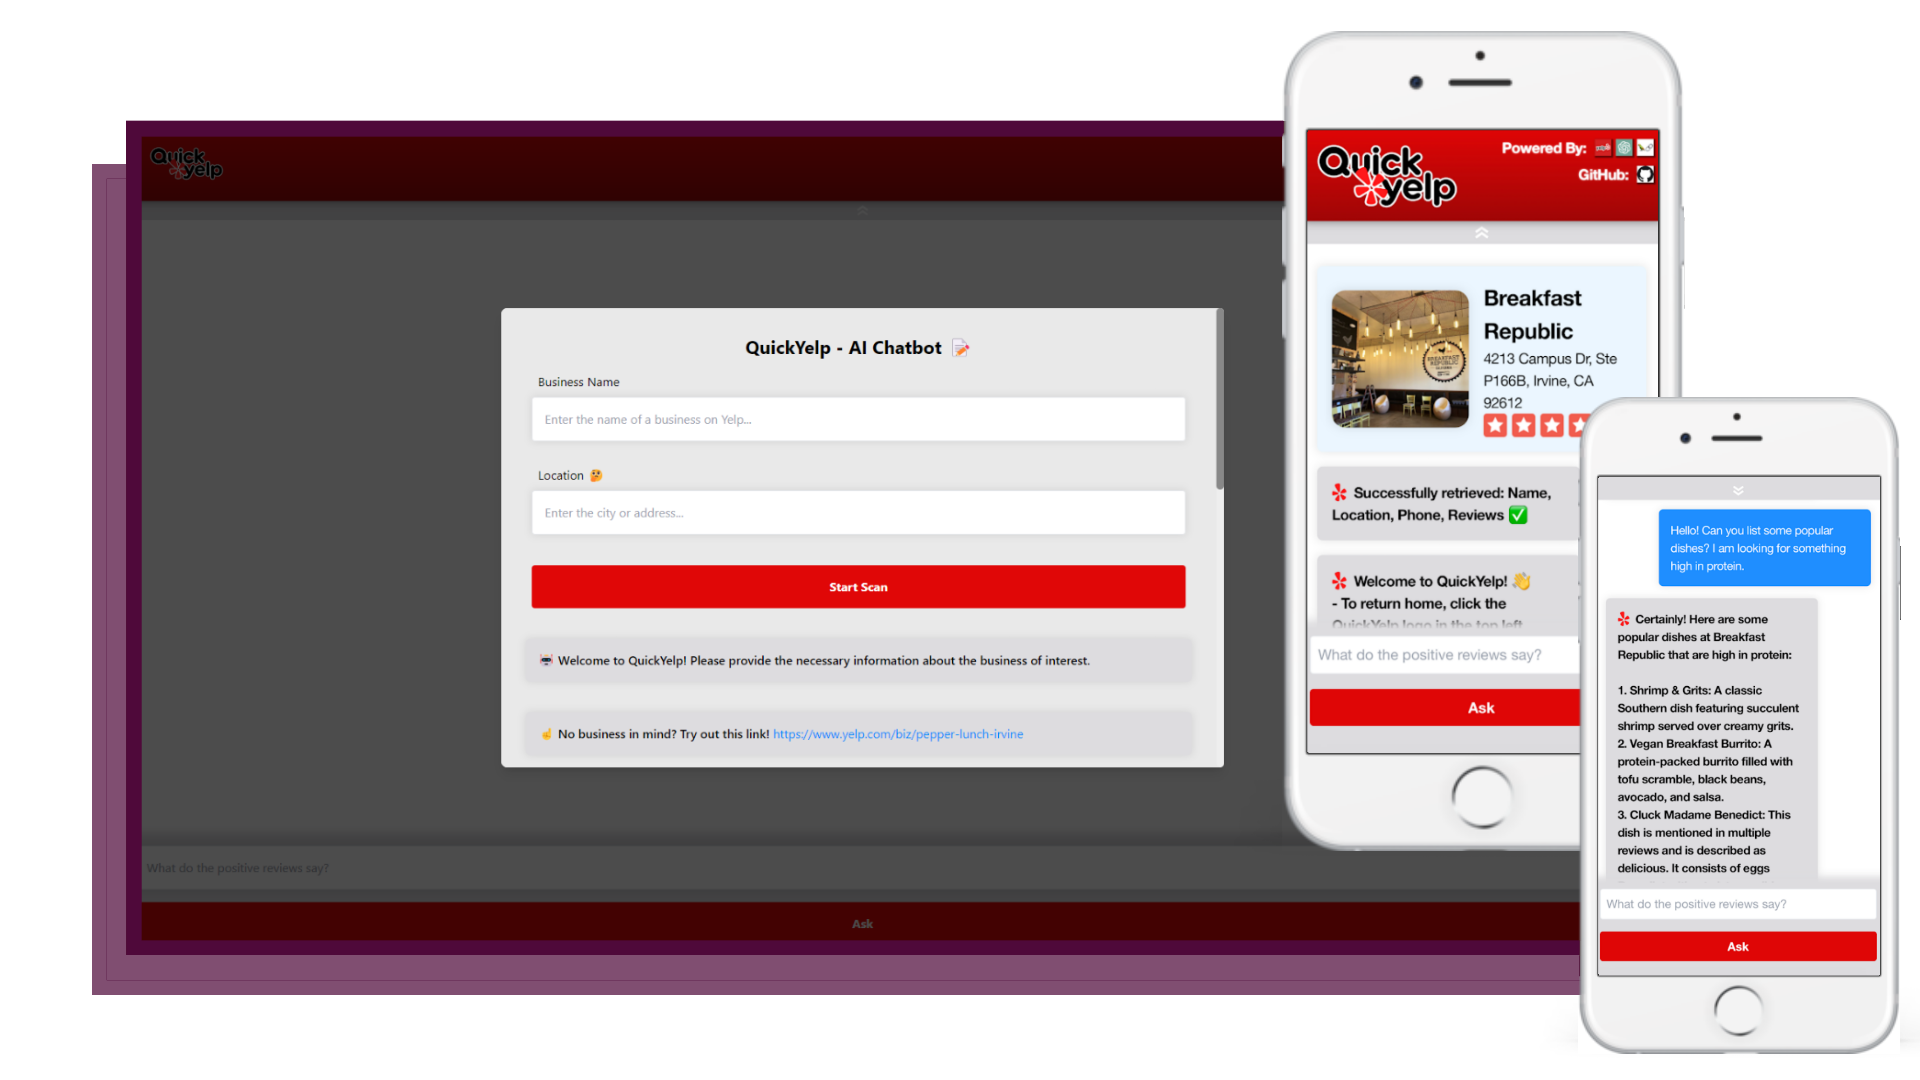 Quick
yelp
QuickYelp - AI Chatbot
Business Name
Enter the name of a business on Yelp...
Location
Enter the city or address...
Start Scan
Welcome to QuickYelp! Please provide the necessary information about the business of interest.
No business in mind? Try out this link! https://www.yelp.com/biz/pepper-lunch-irvine
What do the positive reviews say?
Ask
Quick
yelp
Powered By:
GitHub:
Breakfast
Republic
4213 Campus Dr, Ste
P166B, Irvine, CA
92612
BREAKFAST
REPUBLIC
Successfully retrieved: Name,
Location, Phone, Reviews
Welcome to QuickYelp!
- To return home, click the
QuickYelp logo in the top left
What do the positive reviews say?
Ask
Hello! Can you list some popular
dishes? I am looking for something
high in protein.
Certainly! Here are some
popular dishes at Breakfast
Republic that are high in protein:
1. Shrimp & Grits: A classic
Southern dish featuring succulent
shrimp served over creamy grits.
2. Vegan Breakfast Burrito: A
protein-packed burrito filled with
tofu scramble, black beans,
avocado, and salsa.
3. Cluck Madame Benedict: This
dish is mentioned in multiple
reviews and is described as
delicious. It consists of eggs
What do the positive reviews say?
Ask